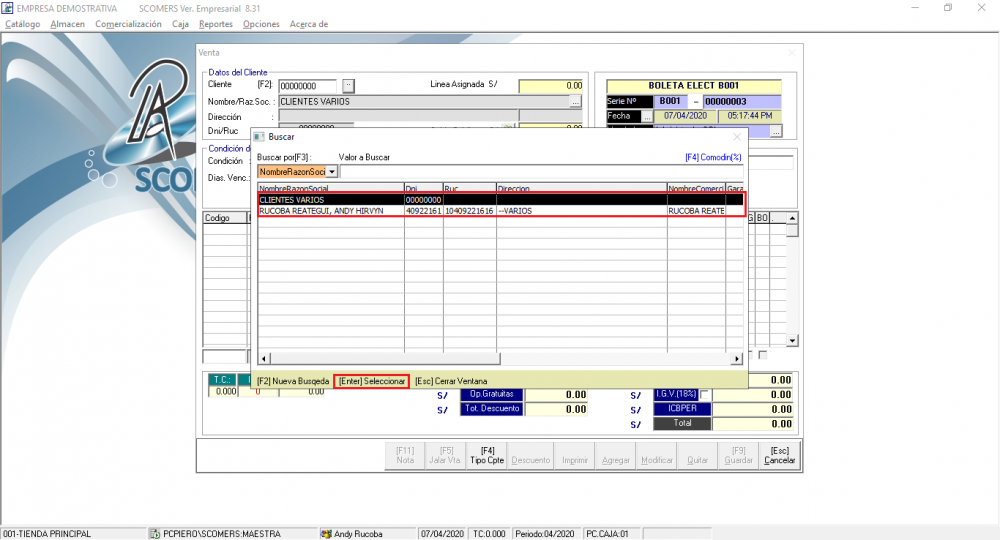 EMPRESA DEMOSTRATIVA SCOMERS Ver. Empresarial 8.31
Catálogo Almacen Comercialización Caja Reportes Opciones Acerca de
Venta
Datos del Cliente
Cliente [F2]: 00000000 ... Linea Asignada S/ 0.00
BOLETA ELECT B001
Nombre/Raz.Soc. : CLIENTES VARIOS ...
Serie Nº B001 - 00000003
Dirección :
Fecha ... 07/04/2020 05:17:44 PM
Dni/Ruc 00000000 0.00
...
Buscar
Condición d
Condición :
Dias. Venc.:
Buscar por[F3] : Valor a Buscar [F4] Comodin(%)
NombreRazonSoci
NombreRazonSocial Dni Ruc Direccion NombreComerci Gara
CLIENTES VARIOS 00000000
RUCOBA REATEGUI, ANDY HIRVYN 40922161 10409221616 --VARIOS RUCOBA REATE
SCO
Codigo G BO .
[F2] Nueva Busqeda [Enter] Seleccionar [Esc] Cerrar Ventana
T.C.: 0.00
0.000 0 0.00 S/ Op.Gratuitas 0.00 S/ I.G.V.(18%) 0.00
S/ Tot. Descuento 0.00 S/ ICBPER 0.00
S/ Total 0.00
[F11] Nota
[F5] Jalar Vta
[F4] Tipo Cpte
Descuento
Imprimir
Agregar
Modificar
Quitar
[F9] Guardar
[Esc] Cancelar
001-TIENDA PRINCIPAL PCPIERO\SCOMERS:MAESTRA Andy Rucoba 07/04/2020 TC:0.000 Periodo:04/2020 PC.CAJA:01